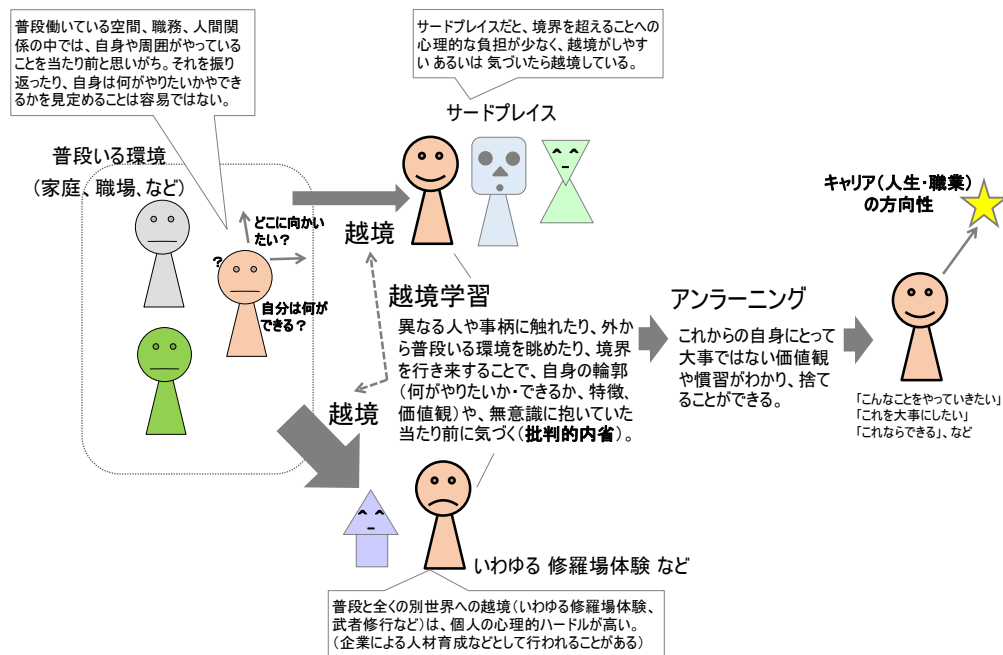 普段働いている空間、職務、人間関
係の中では、自身や周囲がやっている
ことを当たり前と思いがち。それを振り
返ったり、自身は何がやりたいかやでき
るかを見定めることは容易ではない。
サードプレイスだと、境界を超えることへの
心理的な負担が少なく、越境がしやす
い あるいは 気づいたら越境している。
サードプレイス
普段いる環境
（家庭、職場、など）
どこに向かい
たい？
？
自分は何が
できる？
越境
越境
越境学習
異なる人や事柄に触れたり、外か
ら普段いる環境を眺めたり、境界
を行き来することで、自身の輪郭
（何がやりたいか・できるか、特徴、
価値観）や、無意識に抱いていた
当たり前に気づく（批判的内省）。
アンラーニング
これからの自身にとって
大事ではない価値観
や慣習がわかり、捨て
ることができる。
キャリア（人生・職業）
の方向性
「こんなことをやっていきたい」
「これを大事にしたい」
「これならできる」、など
いわゆる 修羅場体験 など
普段と全くの別世界への越境（いわゆる修羅場体験、
武者修行など）は、個人の心理的ハードルが高い。
（企業による人材育成などとして行われることがある）